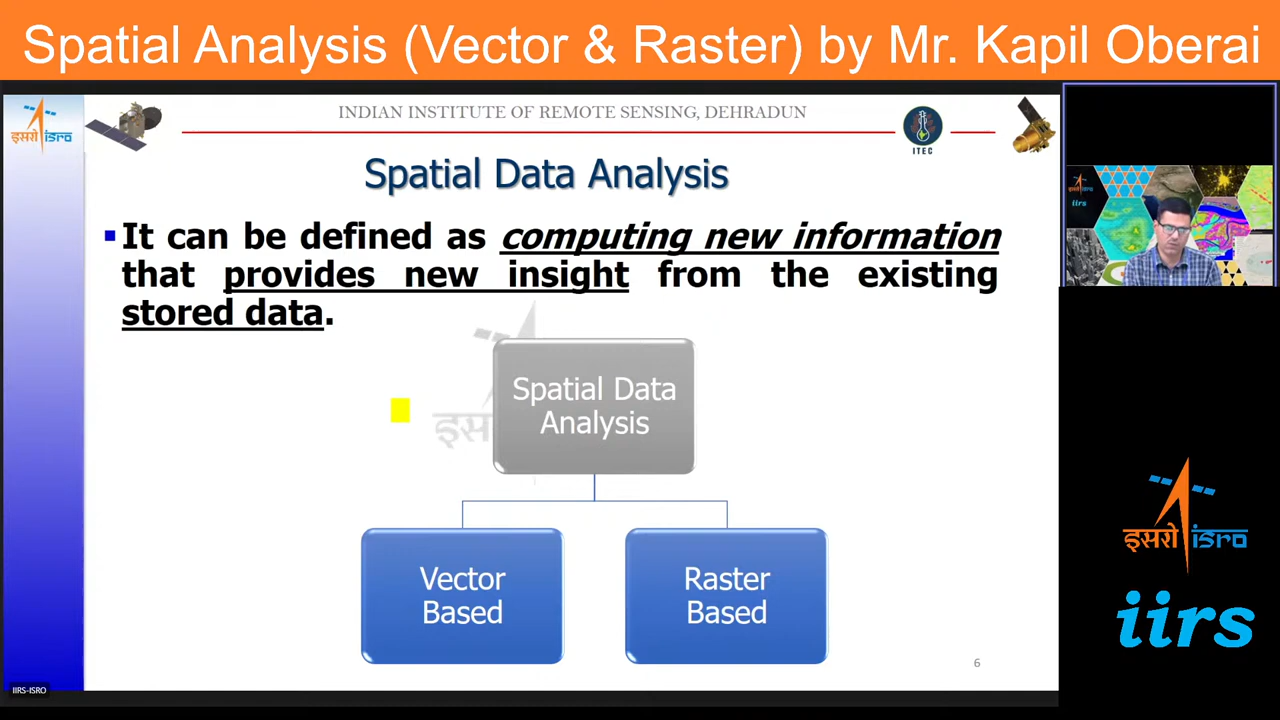 Spatial Analysis (Vector & Raster) by Mr. Kapil Oberai
इसरो isro
INDIAN INSTITUTE OF REMOTE SENSING, DEHRADUN
ITEC
Spatial Data Analysis
It can be defined as computing new information
that provides new insight from the existing
stored data.
इस
Spatial Data
Analysis
Vector
Based
Raster
Based
6
IIRS-ISRO
iirs
इसरो isro
iirs